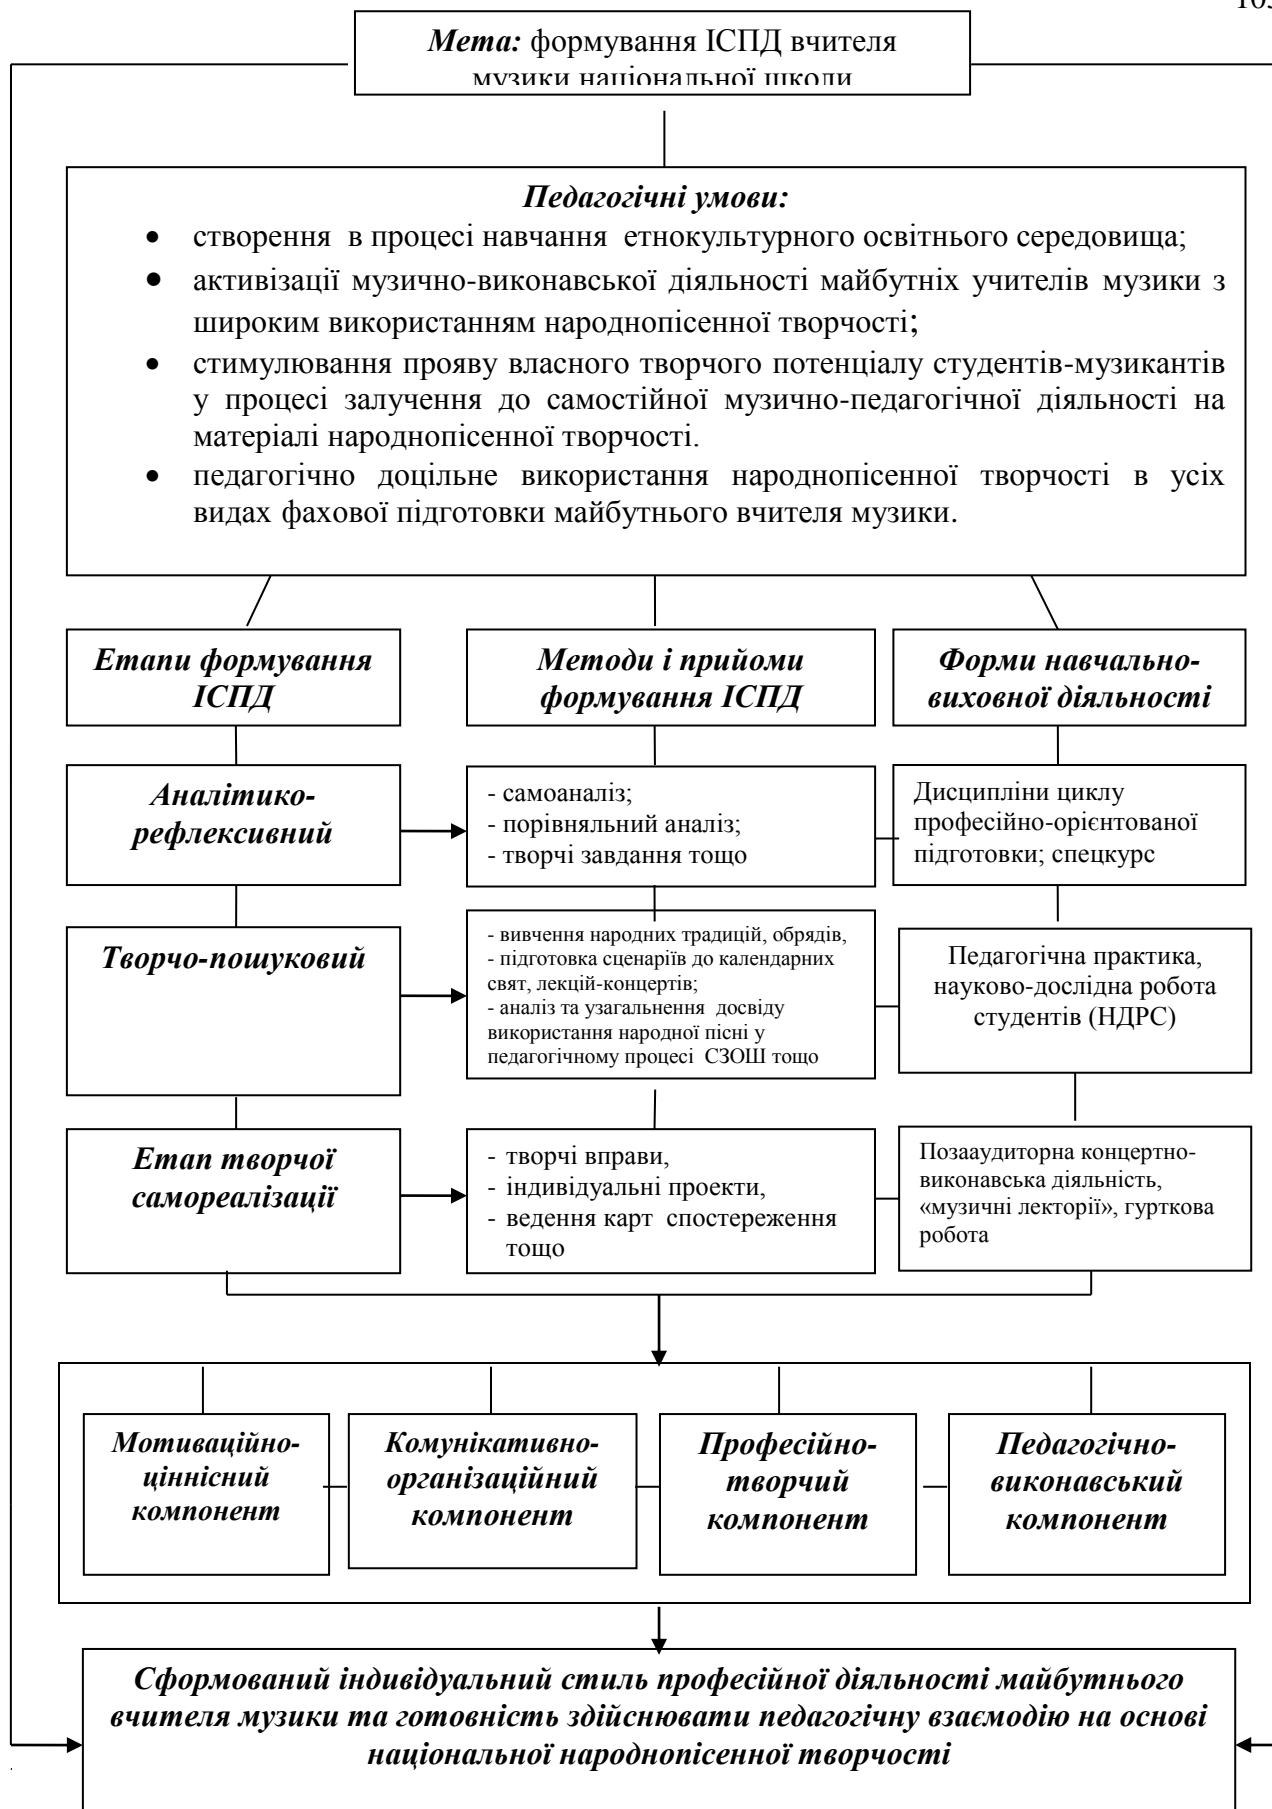 Мета: формування ІСПД вчителя
музики національної школи
Педагогічні умови:
• створення в процесі навчання етнокультурного освітнього середовища;
• активізації музично-виконавської діяльності майбутніх учителів музики з
широким використанням народнопісенної творчості;
• стимулювання прояву власного творчого потенціалу студентів-музикантів
у процесі залучення до самостійної музично-педагогічної діяльності на
матеріалі народнопісенної творчості.
• педагогічно доцільне використання народнопісенної творчості в усіх
видах фахової підготовки майбутнього вчителя музики.
Етапи формування
ІСПД
Методи і прийоми
формування ІСПД
Форми навчально-
виховної діяльності
Аналітико-
рефлексивний
- самоаналіз;
- порівняльний аналіз;
- творчі завдання тощо
Дисципліни циклу
професійно-орієнтованої
підготовки; спецкурс
Творчо-пошуковий
- вивчення народних традицій, обрядів,
- підготовка сценаріїв до календарних
свят, лекцій-концертів;
- аналіз та узагальнення досвіду
використання народної пісні у
педагогічному процесі СЗОШ тощо
Педагогічна практика,
науково-дослідна робота
студентів (НДРС)
Етап творчої
самореалізації
- творчі вправи,
- індивідуальні проекти,
- ведення карт спостереження
тощо
Позааудиторна концертно-
виконавська діяльність,
«музичні лекторії», гурткова
робота
Мотиваційно-
ціннісний
компонент
Комунікативно-
організаційний
компонент
Професійно-
творчий
компонент
Педагогічно-
виконавський
компонент
Сформований індивідуальний стиль професійної діяльності майбутнього
вчителя музики та готовність здійснювати педагогічну взаємодію на основі
національної народнопісенної творчості